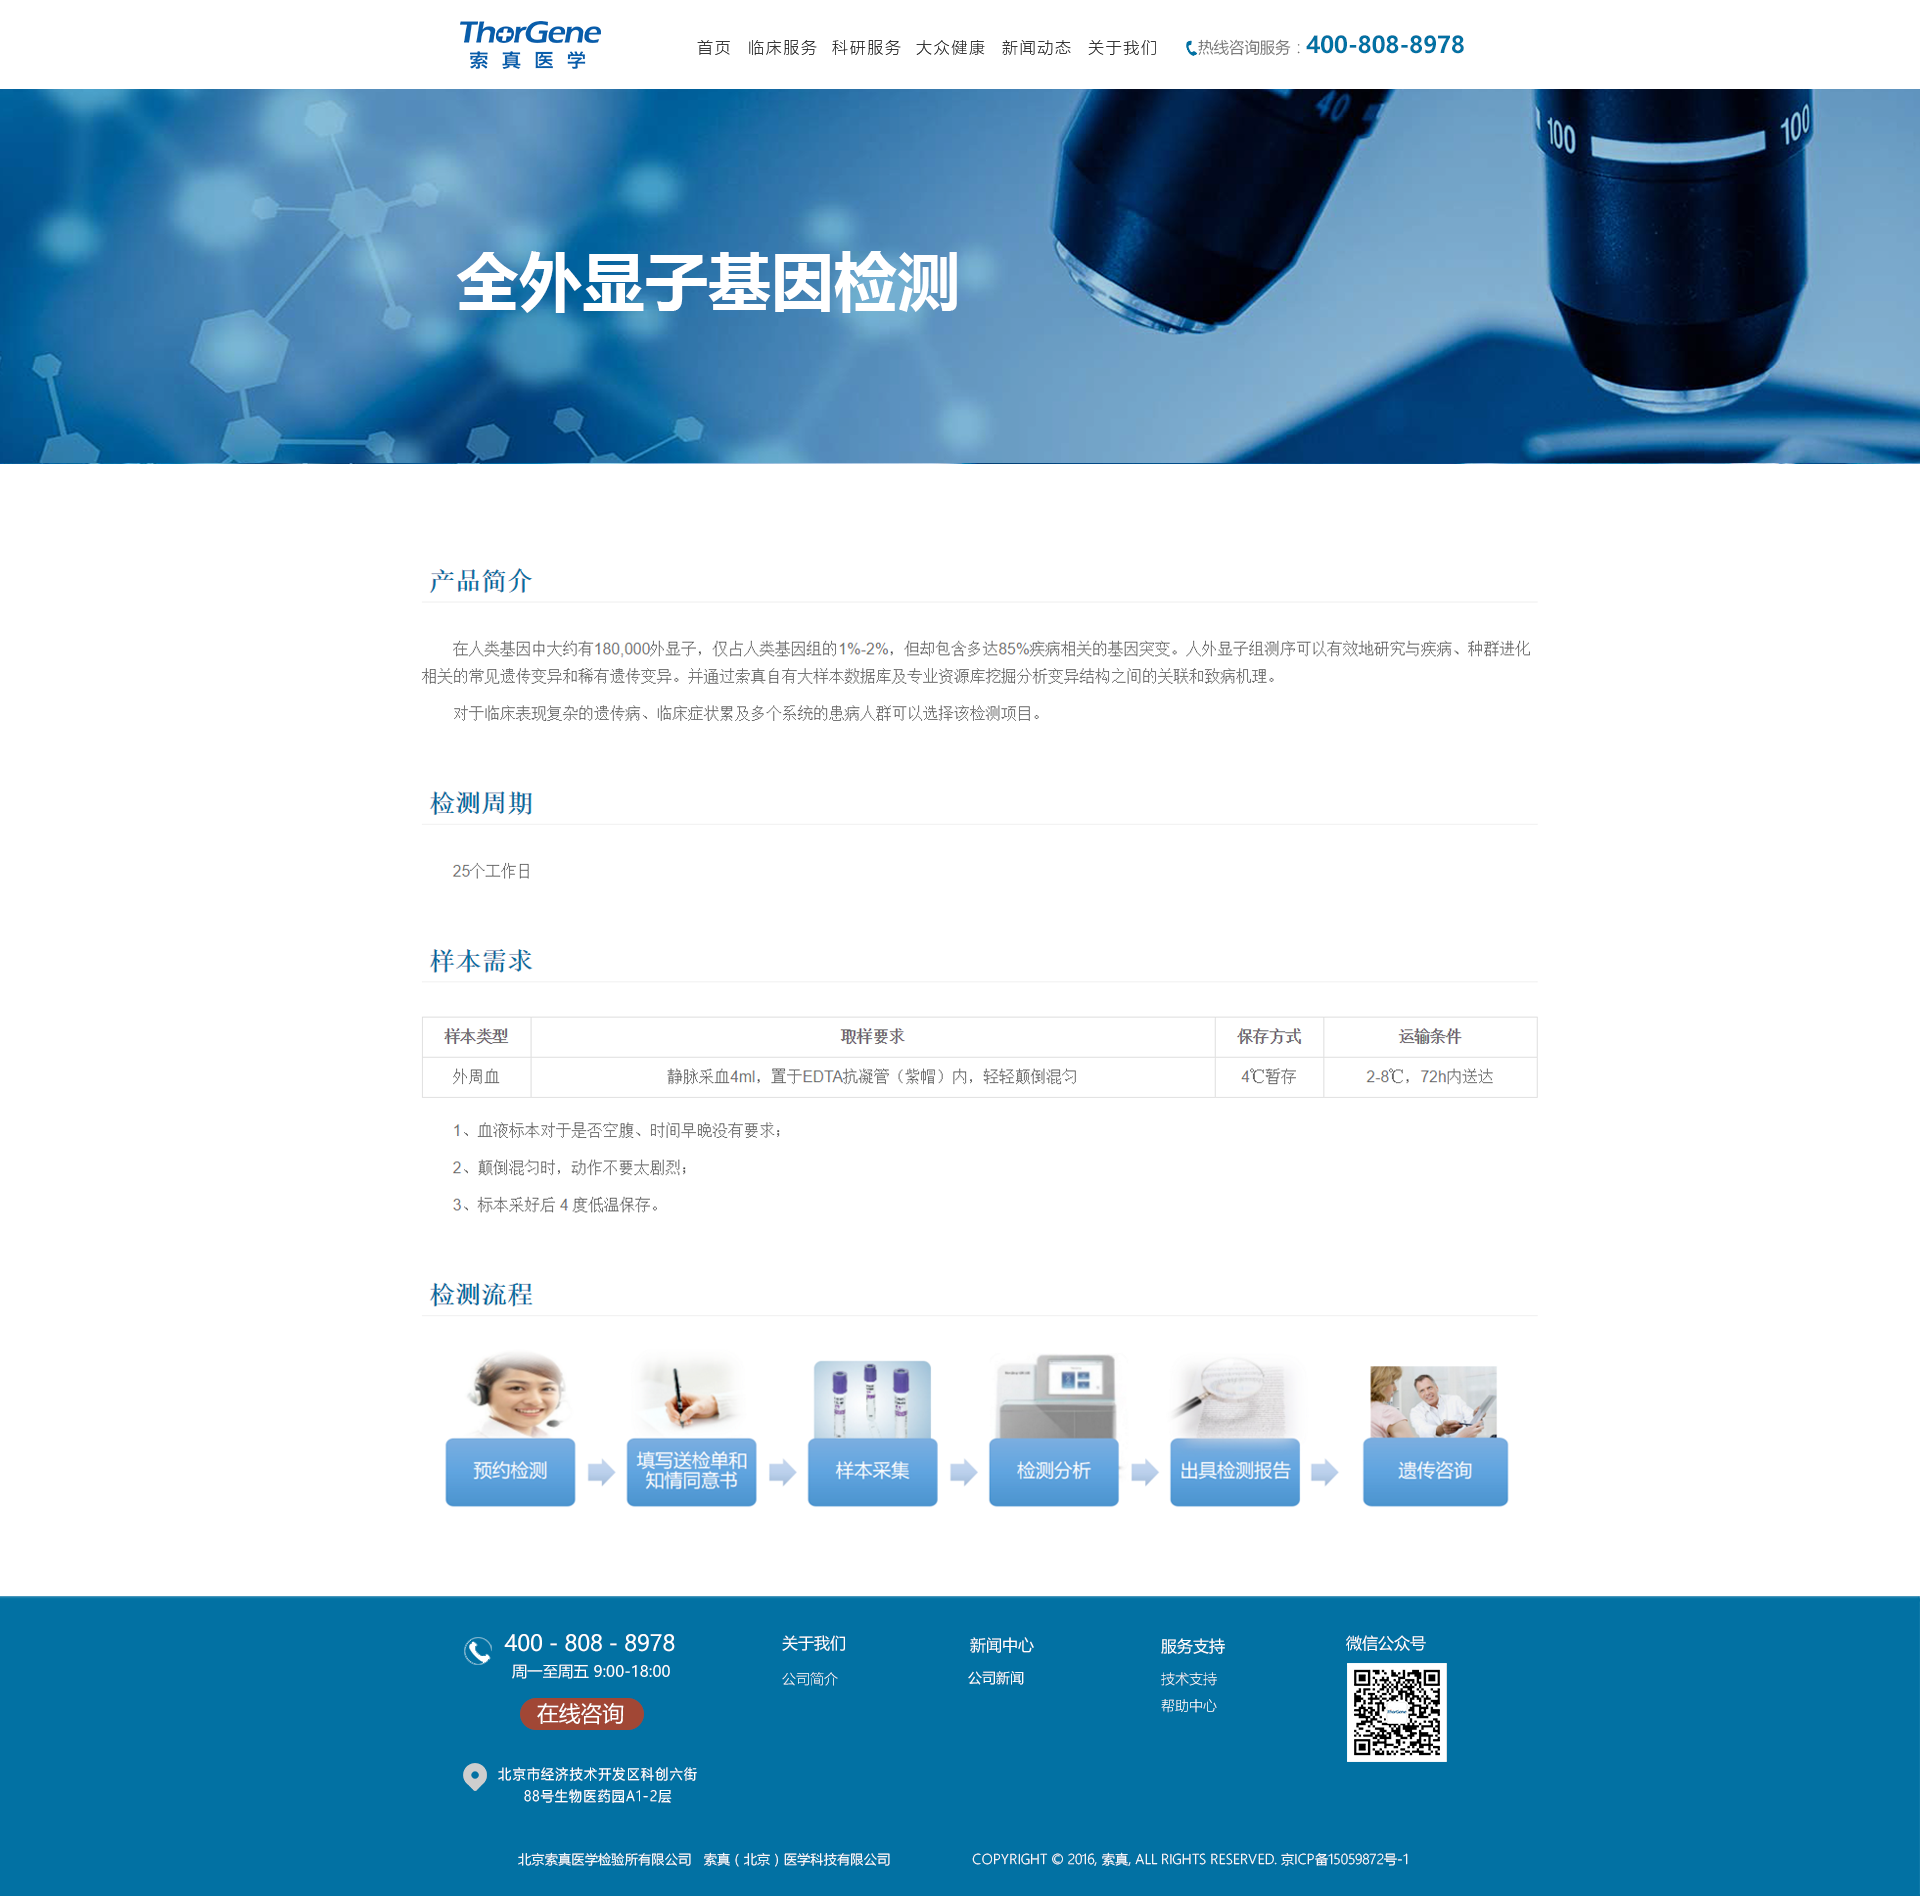 ThorGene
索真医学
首页 临床服务 科研服务 大众健康 新闻动态 关于我们 热线咨询服务：400-808-8978
40
100 100
全外显子基因检测
产品简介
在人类基因中大约有180,000外显子，仅占人类基因组的1%-2%，但却包含多达85%疾病相关的基因突变。人外显子组测序可以有效地研究与疾病、种群进化
相关的常见遗传变异和稀有遗传变异。并通过索真自有大样本数据库及专业资源库挖掘分析变异结构之间的关联和致病机理。
对于临床表现复杂的遗传病、临床症状累及多个系统的患病人群可以选择该检测项目。
检测周期
25个工作日
样本需求
样本类型 取样要求 保存方式 运输条件
外周血 静脉采血4ml，置于EDTA抗凝管（紫帽）内，轻轻颠倒混匀 4℃暂存 2-8℃，72h内送达
1、血液标本对于是否空腹、时间早晚没有要求；
2、颠倒混匀时，动作不要太剧烈；
3、标本采好后 4 度低温保存。
检测流程
预约检测 填写送检单和 样本采集 检测分析 出具检测报告 遗传咨询
知情同意书
400 - 808 - 8978 关于我们 新闻中心 服务支持 微信公众号
周一至周五 9:00-18:00 公司简介 公司新闻 技术支持
帮助中心
在线咨询
ThorGene
北京市经济技术开发区科创六街
88号生物医药园A1-2层
北京索真医学检验所有限公司 索真（北京）医学科技有限公司 COPYRIGHT © 2016, 索真, ALL RIGHTS RESERVED. 京ICP备15059872号-1